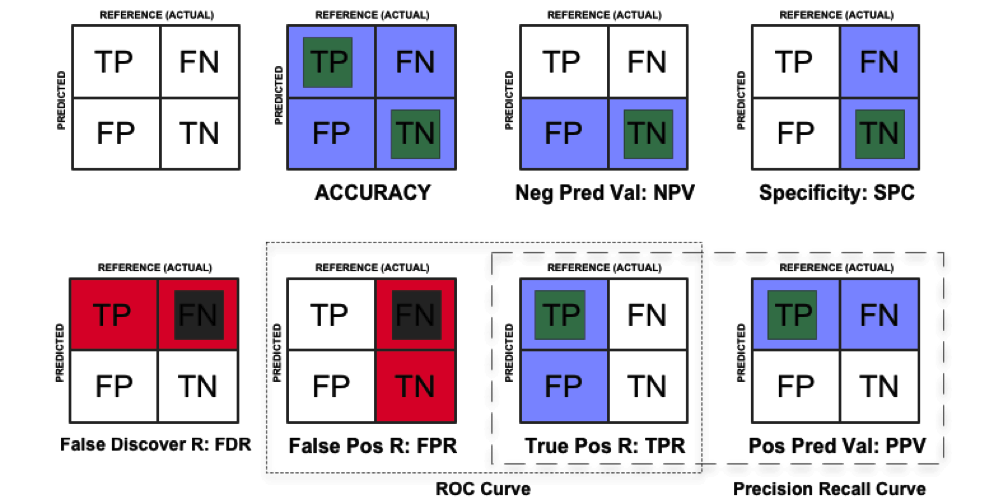 REFERENCE (ACTUAL) REFERENCE (ACTUAL) REFERENCE (ACTUAL) REFERENCE (ACTUAL)
PREDICTED PREDICTED PREDICTED PREDICTED
TP FN TP FN TP FN TP FN
FP TN FP TN FP TN FP TN
ACCURACY Neg Pred Val: NPV Specificity: SPC
REFERENCE (ACTUAL) REFERENCE (ACTUAL) REFERENCE (ACTUAL) REFERENCE (ACTUAL)
PREDICTED PREDICTED PREDICTED PREDICTED
TP FN TP FN TP FN TP FN
FP TN FP TN FP TN FP TN
False Discover R: FDR False Pos R: FPR True Pos R: TPR Pos Pred Val: PPV
ROC Curve Precision Recall Curve